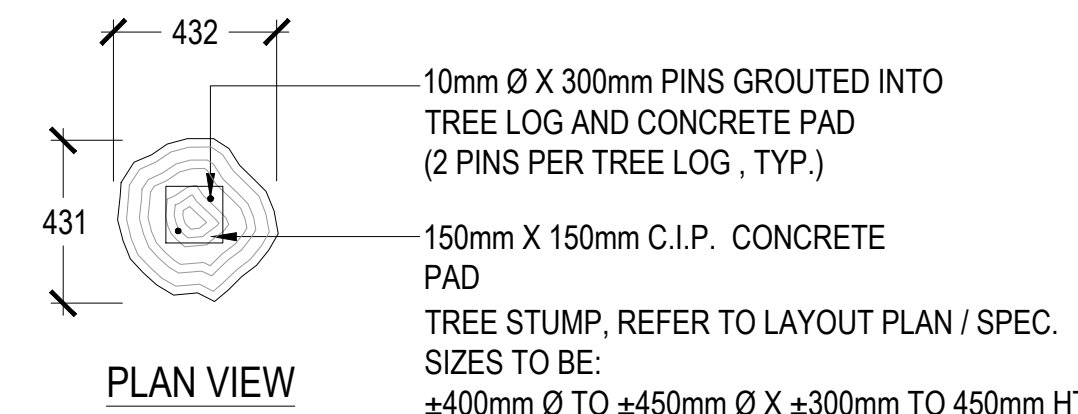 432
10mm Ø X 300mm PINS GROUTED INTO
TREE LOG AND CONCRETE PAD
(2 PINS PER TREE LOG , TYP.)
431
150mm X 150mm C.I.P. CONCRETE
PAD
TREE STUMP, REFER TO LAYOUT PLAN / SPEC.
SIZES TO BE:
±400mm Ø TO ±450mm Ø X ±300mm TO 450mm HT
PLAN VIEW